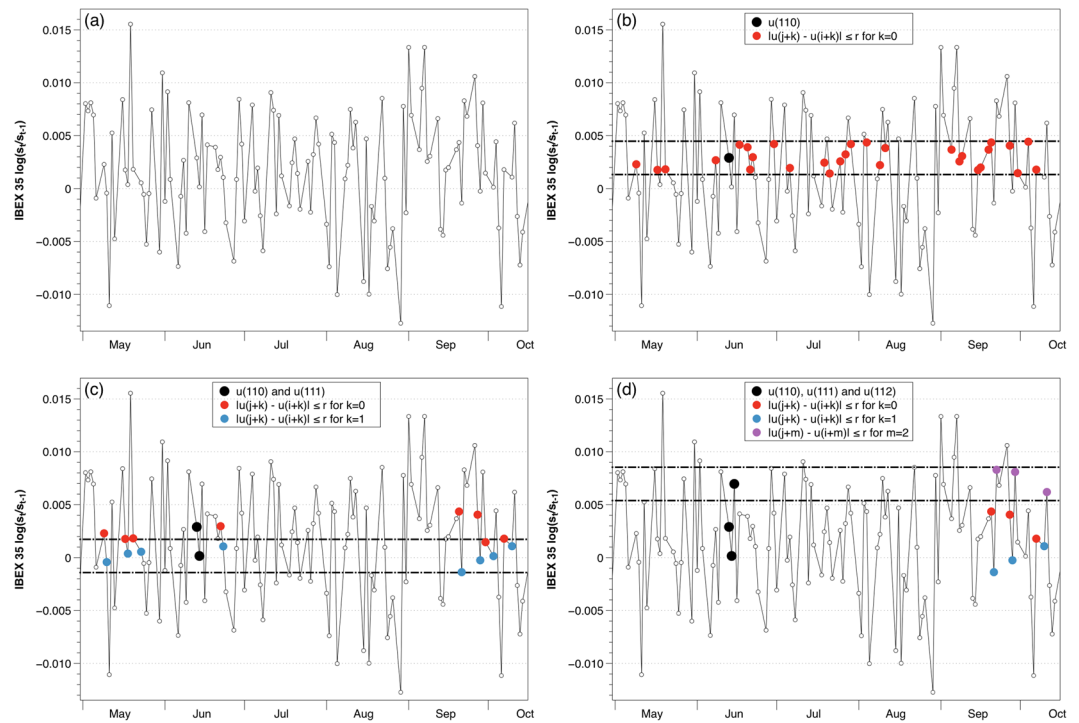 (a)
IBEX 35 log(st/st-1)
0.015
0.010
0.005
0
−0.005
−0.010
May Jun Jul Aug Sep Oct
(b)
u(110)
|u(j+k) - u(i+k)| ≤ r for k=0
IBEX 35 log(st/st-1)
0.015
0.010
0.005
0
−0.005
−0.010
May Jun Jul Aug Sep Oct
(c)
u(110) and u(111)
|u(j+k) - u(i+k)| ≤ r for k=0
|u(j+k) - u(i+k)| ≤ r for k=1
IBEX 35 log(st/st-1)
0.015
0.010
0.005
0
−0.005
−0.010
May Jun Jul Aug Sep Oct
(d)
u(110), u(111) and u(112)
|u(j+k) - u(i+k)| ≤ r for k=0
|u(j+k) - u(i+k)| ≤ r for k=1
|u(j+m) - u(i+m)| ≤ r for m=2
IBEX 35 log(st/st-1)
0.015
0.010
0.005
0
−0.005
−0.010
May Jun Jul Aug Sep Oct